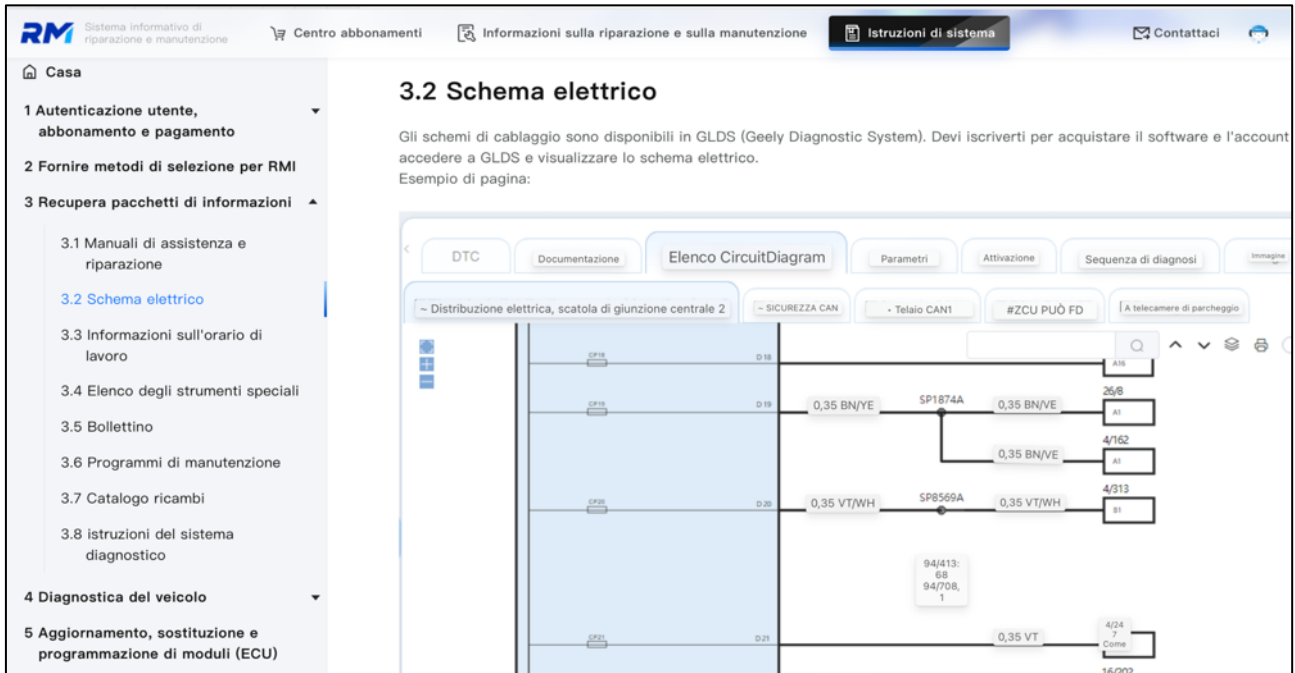 RMI
Sistema informativo di
riparazione e manutenzione
Centro abbonamenti
Informazioni sulla riparazione e sulla manutenzione
Istruzioni di sistema
Contattaci
Casa
1 Autenticazione utente,
abbonamento e pagamento
2 Fornire metodi di selezione per RMI
3 Recupera pacchetti di informazioni
3.1 Manuali di assistenza e
riparazione
3.2 Schema elettrico
3.3 Informazioni sull'orario di
lavoro
3.4 Elenco degli strumenti speciali
3.5 Bollettino
3.6 Programmi di manutenzione
3.7 Catalogo ricambi
3.8 istruzioni del sistema
diagnostico
4 Diagnostica del veicolo
5 Aggiornamento, sostituzione e
programmazione di moduli (ECU)
3.2 Schema elettrico
Gli schemi di cablaggio sono disponibili in GLDS (Geely Diagnostic System). Devi iscriverti per acquistare il software e l'account
accedere a GLDS e visualizzare lo schema elettrico.
Esempio di pagina:
DTC
Documentazione
Elenco CircuitDiagram
Parametri
Attivazione
Sequenza di diagnosi
Immagine
~ Distribuzione elettrica, scatola di giunzione centrale 2
~ SICUREZZA CAN
• Telaio CAN1
#ZCU PUÒ FD
A telecamere di parcheggio
CP18
D 18
A16
CP19
D 19
0,35 BN/YE
SP1874A
0,35 BN/VE
26/8
A1
0,35 BN/VE
4/162
A1
CP20
D 20
0,35 VT/WH
SP8569A
0,35 VT/WH
4/313
B1
94/413:
68
94/708,
1
CP21
D 21
0,35 VT
4/24
7
Come
16/202